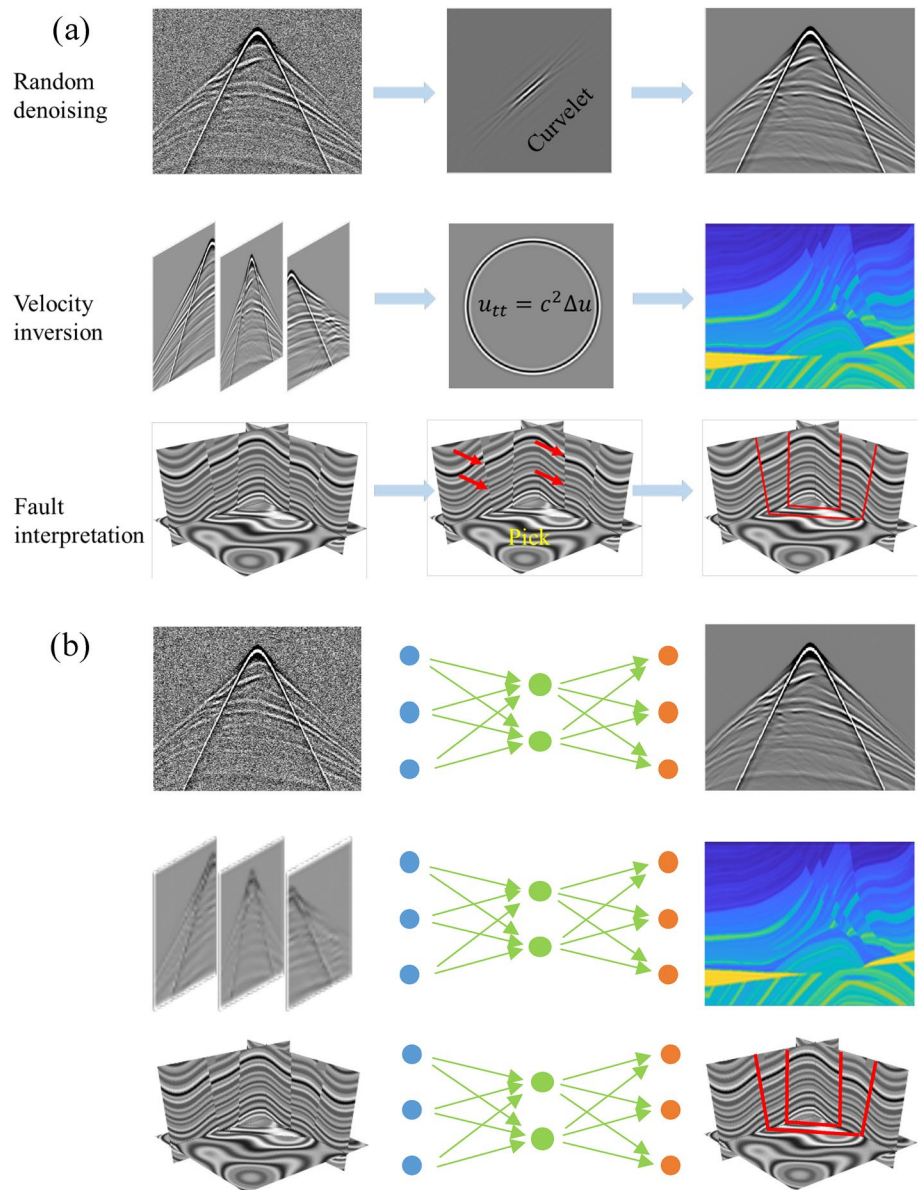 (a)
Random
denoising
Curvelet
Velocity
inversion
$u_{tt} = c^2 \Delta u$
Fault
interpretation
Pick
(b)